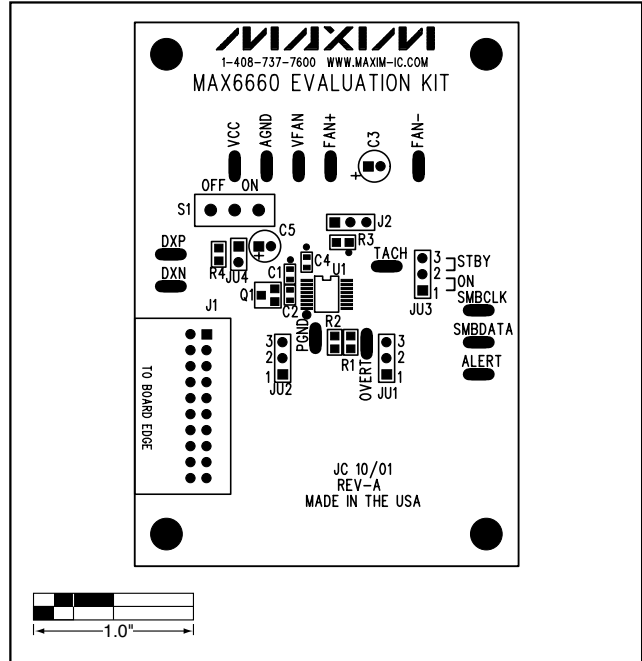 MAXIM
1-408-737-7600 WWW.MAXIM-IC.COM
MAX6660 EVALUATION KIT
VCC
AGND
VFAN
FAN+
C3
FAN-
+
OFF ON
S1
J2
C5
+
R3
DXP
TACH
3
STBY
R4
JU4
C4
C1
U1
2
DXN
ON
Q1
1
SMBCLK
C2
JU3
J1
PGND
R2
SMBDATA
3
3
2
2
R1
OVERT
ALERT
1
1
JU2
JU1
TO BOARD EDGE
JC 10/01
REV-A
MADE IN THE USA
1.0"